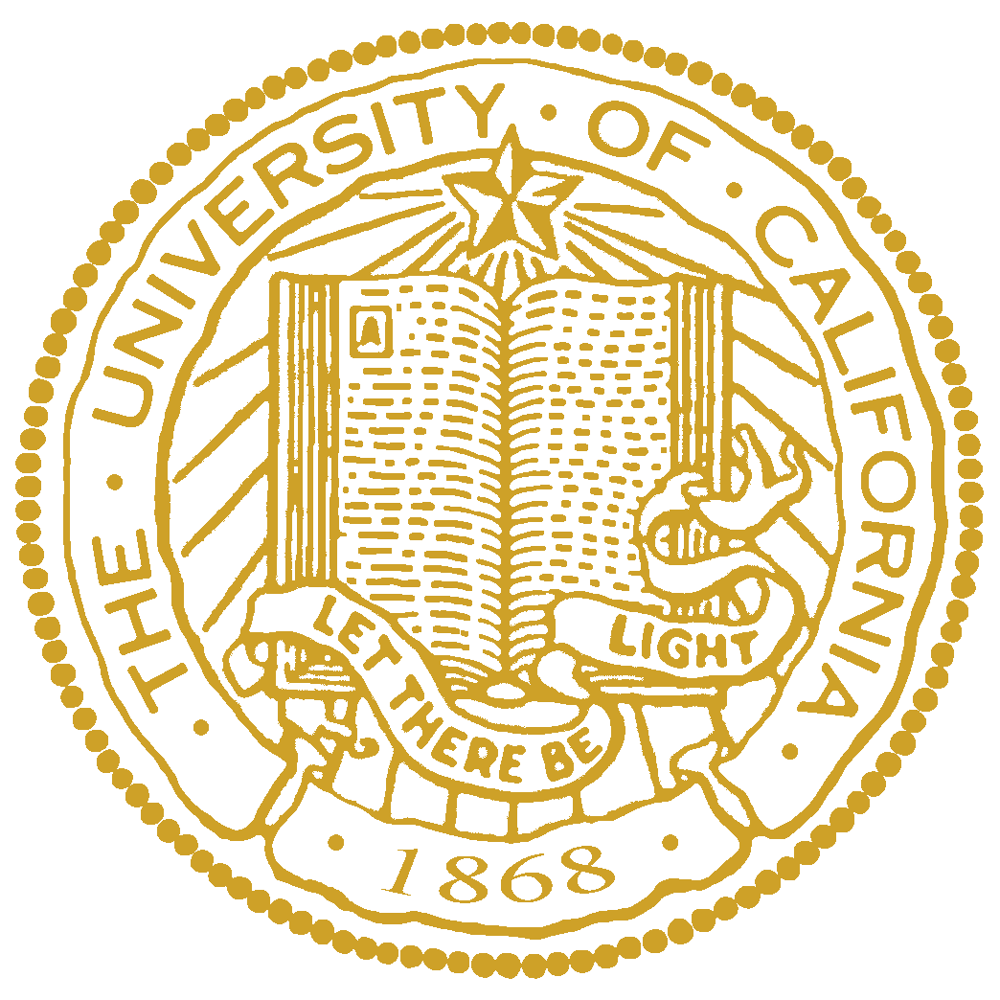 · THE · UNIVERSITY · OF · CALIFORNIA ·
A
LET THERE BE
LIGHT
· 1868 ·